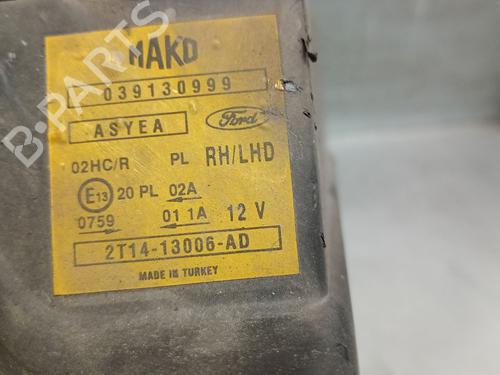 MAKO
039130999
ASYEA
Ford
02HC/R PL RH/LHD
E13 20 PL 02A
0759 01 1A 12 V
2T14-13006-AD
MADE IN TURKEY
B-PARTS